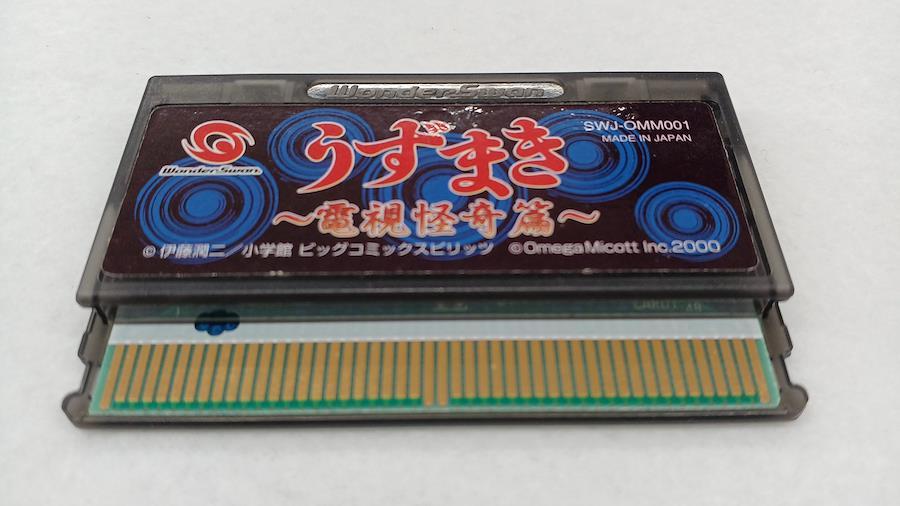 WonderSwan
SWJ-OMM001
MADE IN JAPAN
WonderSwan
うずまき
～電視怪奇篇～
©伊藤潤二／小学館 ビッグコミックスピリッツ ©Omega Micott Inc.2000